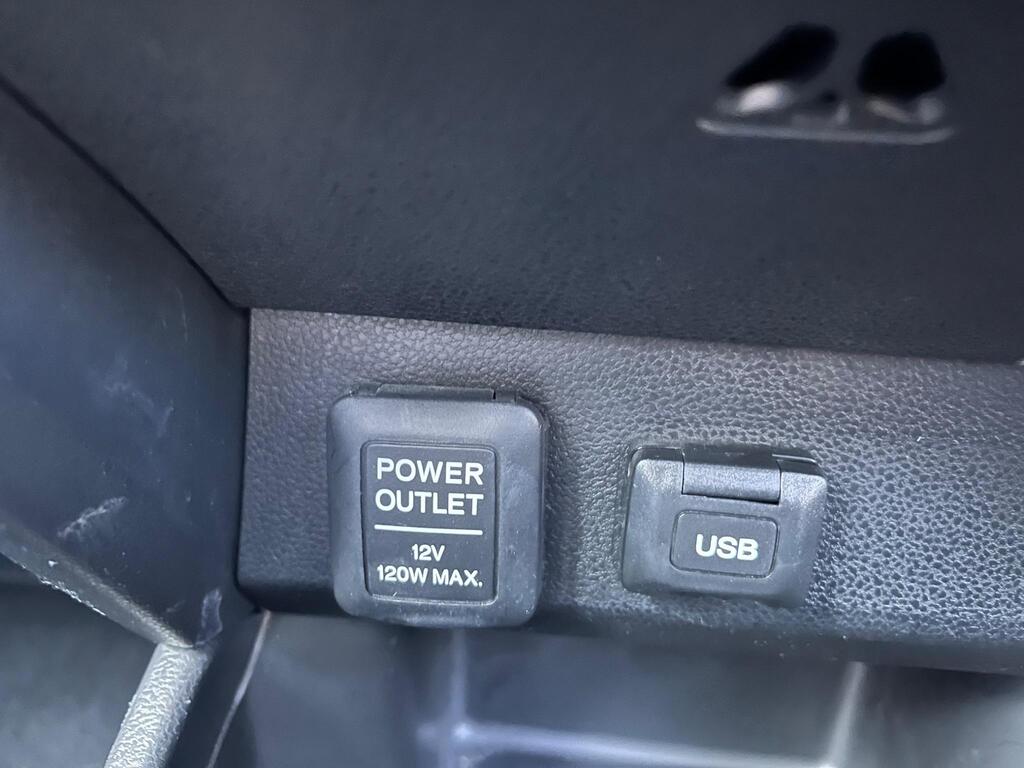 POWER
OUTLET
12V
120W MAX.
USB